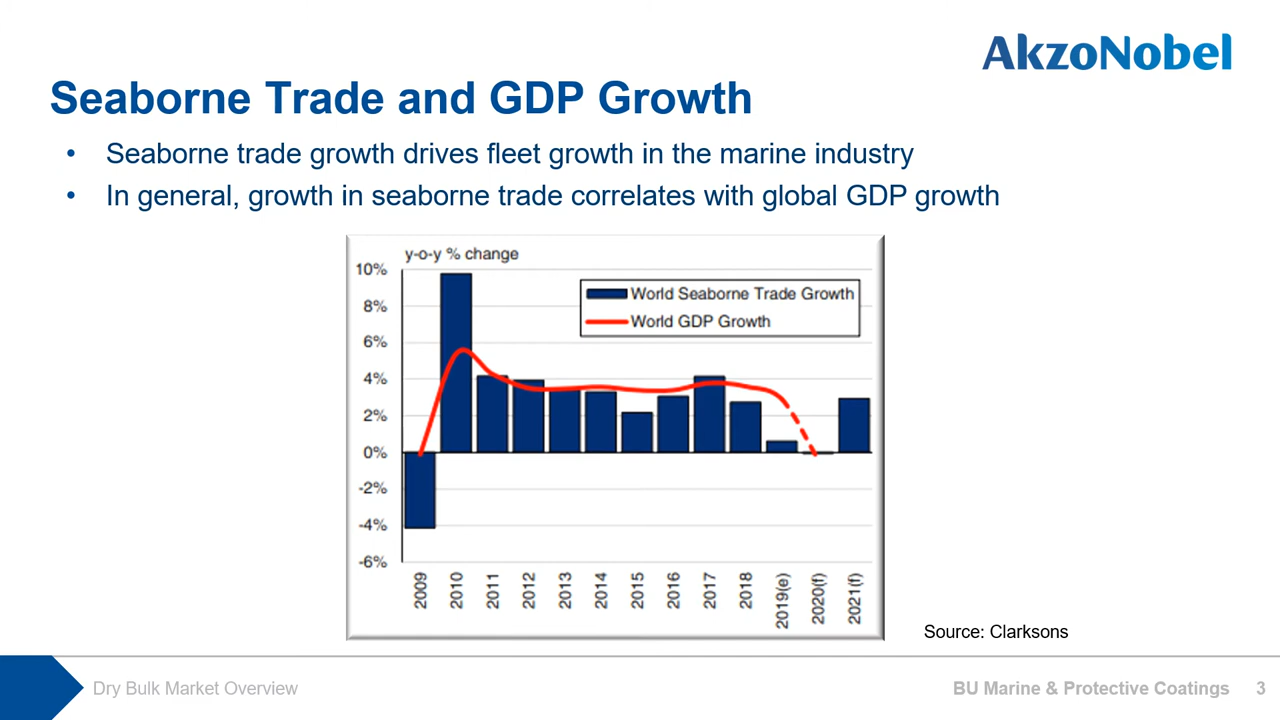 AkzoNobel
Seaborne Trade and GDP Growth
• Seaborne trade growth drives fleet growth in the marine industry
• In general, growth in seaborne trade correlates with global GDP growth
y-o-y % change
10%
8%
6%
4%
2%
0%
-2%
-4%
-6%
World Seaborne Trade Growth
World GDP Growth
2009 2010 2011 2012 2013 2014 2015 2016 2017 2018 2019(e) 2020(f) 2021(f)
Source: Clarksons
Dry Bulk Market Overview
BU Marine & Protective Coatings 3